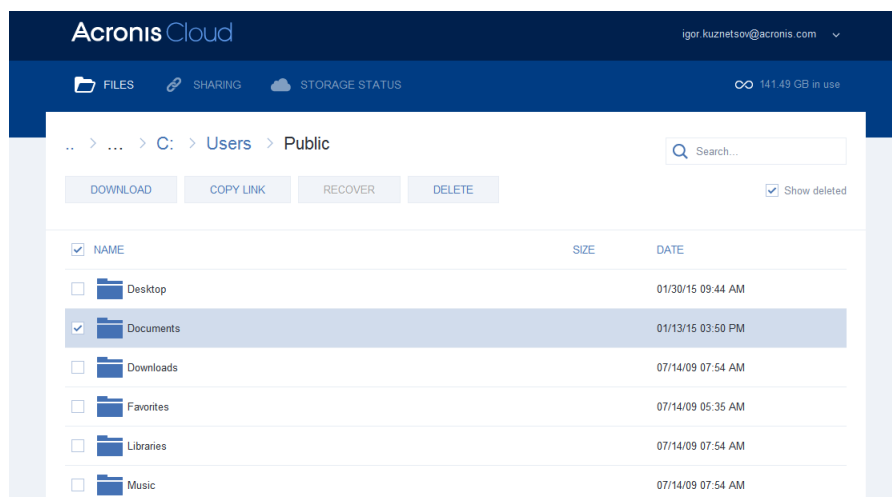 Acronis Cloud
igor.kuznetsov@acronis.com
FILES SHARING STORAGE STATUS 141.49 GB in use
.. > ... > C: > Users > Public
Search...
DOWNLOAD COPY LINK RECOVER DELETE
Show deleted
NAME SIZE DATE
Desktop 01/30/15 09:44 AM
Documents 01/13/15 03:50 PM
Downloads 07/14/09 07:54 AM
Favorites 07/14/09 05:35 AM
Libraries 07/14/09 07:54 AM
Music 07/14/09 07:54 AM